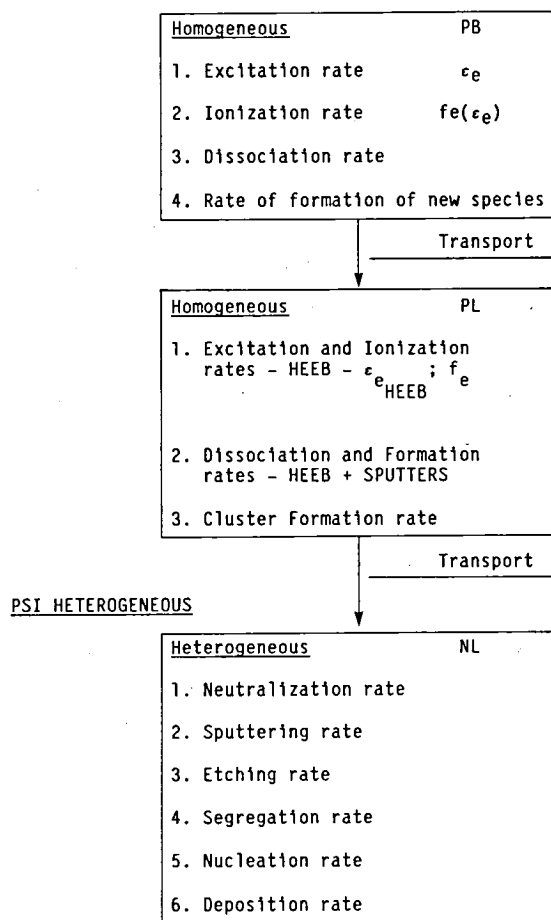 Homogeneous PB
1. Excitation rate εe
2. Ionization rate fe(εe)
3. Dissociation rate
4. Rate of formation of new species
Transport
Homogeneous PL
1. Excitation and Ionization
rates - HEEB - εe HEEB ; fe
2. Dissociation and Formation
rates - HEEB + SPUTTERS
3. Cluster Formation rate
Transport
PSI HETEROGENEOUS
Heterogeneous NL
1. Neutralization rate
2. Sputtering rate
3. Etching rate
4. Segregation rate
5. Nucleation rate
6. Deposition rate